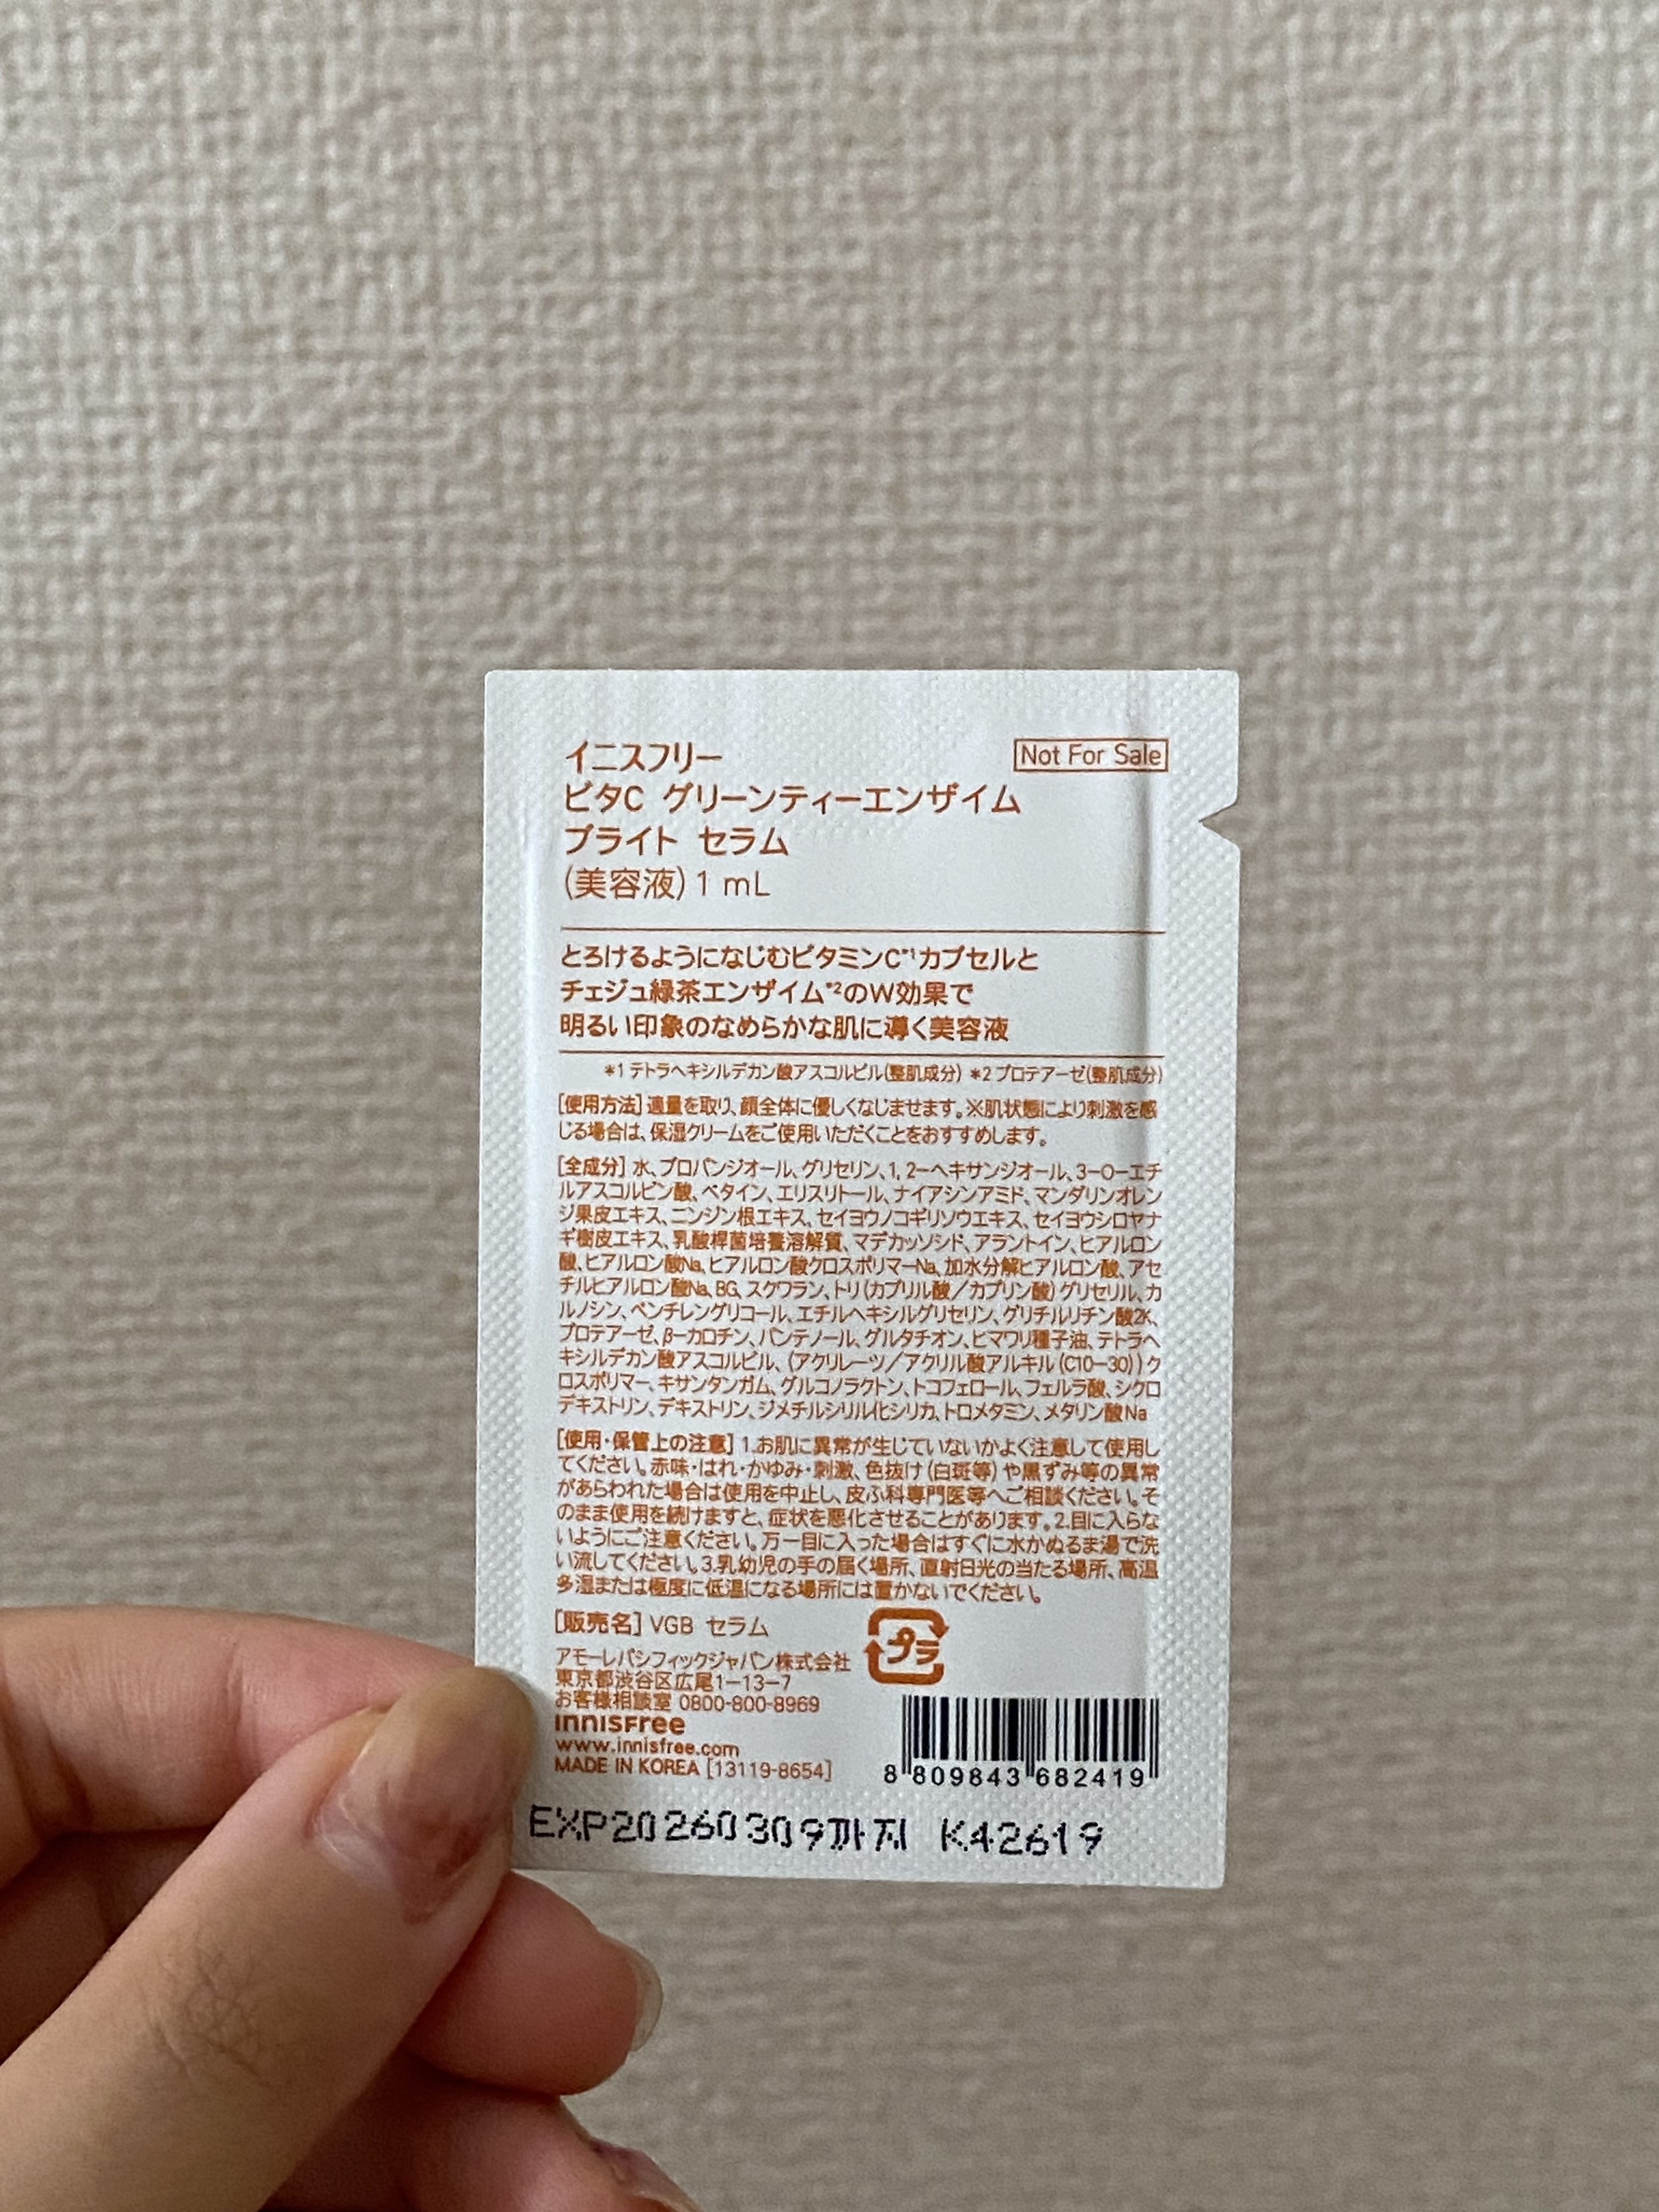 イニスフリー
Not For Sale
ビタC グリーンティーエンザイム
ブライト セラム
(美容液) 1 mL
とろけるようになじむビタミンC*1カプセルと
チェジュ緑茶エンザイム*2のW効果で
明るい印象のなめらかな肌に導く美容液
*1 テトラヘキシルデカン酸アスコルビル(整肌成分) *2 プロテアーゼ(整肌成分)
[使用方法] 適量を取り、顔全体に優しくなじませます。※肌状態により刺激を感
じる場合は、保湿クリームをご使用いただくことをおすすめします。
[全成分] 水、プロパンジオール、グリセリン、1, 2-ヘキサンジオール、3-O-エチ
ルアスコルビン酸、ベタイン、エリスリトール、ナイアシンアミド、マンダリンオレン
ジ果皮エキス、ニンジン根エキス、セイヨウノコギリソウエキス、セイヨウシロヤナ
ギ樹皮エキス、乳酸桿菌培養溶解質、マデカッソシド、アラントイン、ヒアルロン
酸、ヒアルロン酸Na、ヒアルロン酸クロスポリマーNa、加水分解ヒアルロン酸、アセ
チルヒアルロン酸Na、BG、スクワラン、トリ(カプリル酸/カプリン酸)グリセリル、カ
ルノシン、ペンチレングリコール、エチルヘキシルグリセリン、グリチルリチン酸2K、
プロテアーゼ、β-カロチン、パンテノール、グルタチオン、ヒマワリ種子油、テトラヘ
キシルデカン酸アスコルビル、(アクリレーツ/アクリル酸アルキル(C10-30))ク
ロスポリマー、キサンタンガム、グルコノラクトン、トコフェロール、フェルラ酸、シクロ
デキストリン、デキストリン、ジメチルシリル化シリカ、トロメタミン、メタリン酸Na
[使用・保管上の注意] 1.お肌に異常が生じていないかよく注意して使用し
てください。赤味・はれ・かゆみ・刺激、色抜け(白斑等)や黒ずみ等の異常
があらわれた場合は使用を中止し、皮ふ科専門医等へご相談ください。そ
のまま使用を続けますと、症状を悪化させることがあります。2.目に入らな
いようにご注意ください。万一目に入った場合はすぐに水かぬるま湯で洗
い流してください。3.乳幼児の手の届く場所、直射日光の当たる場所、高温
多湿または極度に低温になる場所には置かないでください。
[販売名] VGB セラム
プラ
アモーレパシフィックジャパン株式会社
東京都渋谷区広尾1-13-7
お客様相談室 0800-800-8969
innisfree
www.innisfree.com
MADE IN KOREA [13119-8654]
8 809843 682419
EXP20260309까지 K42619